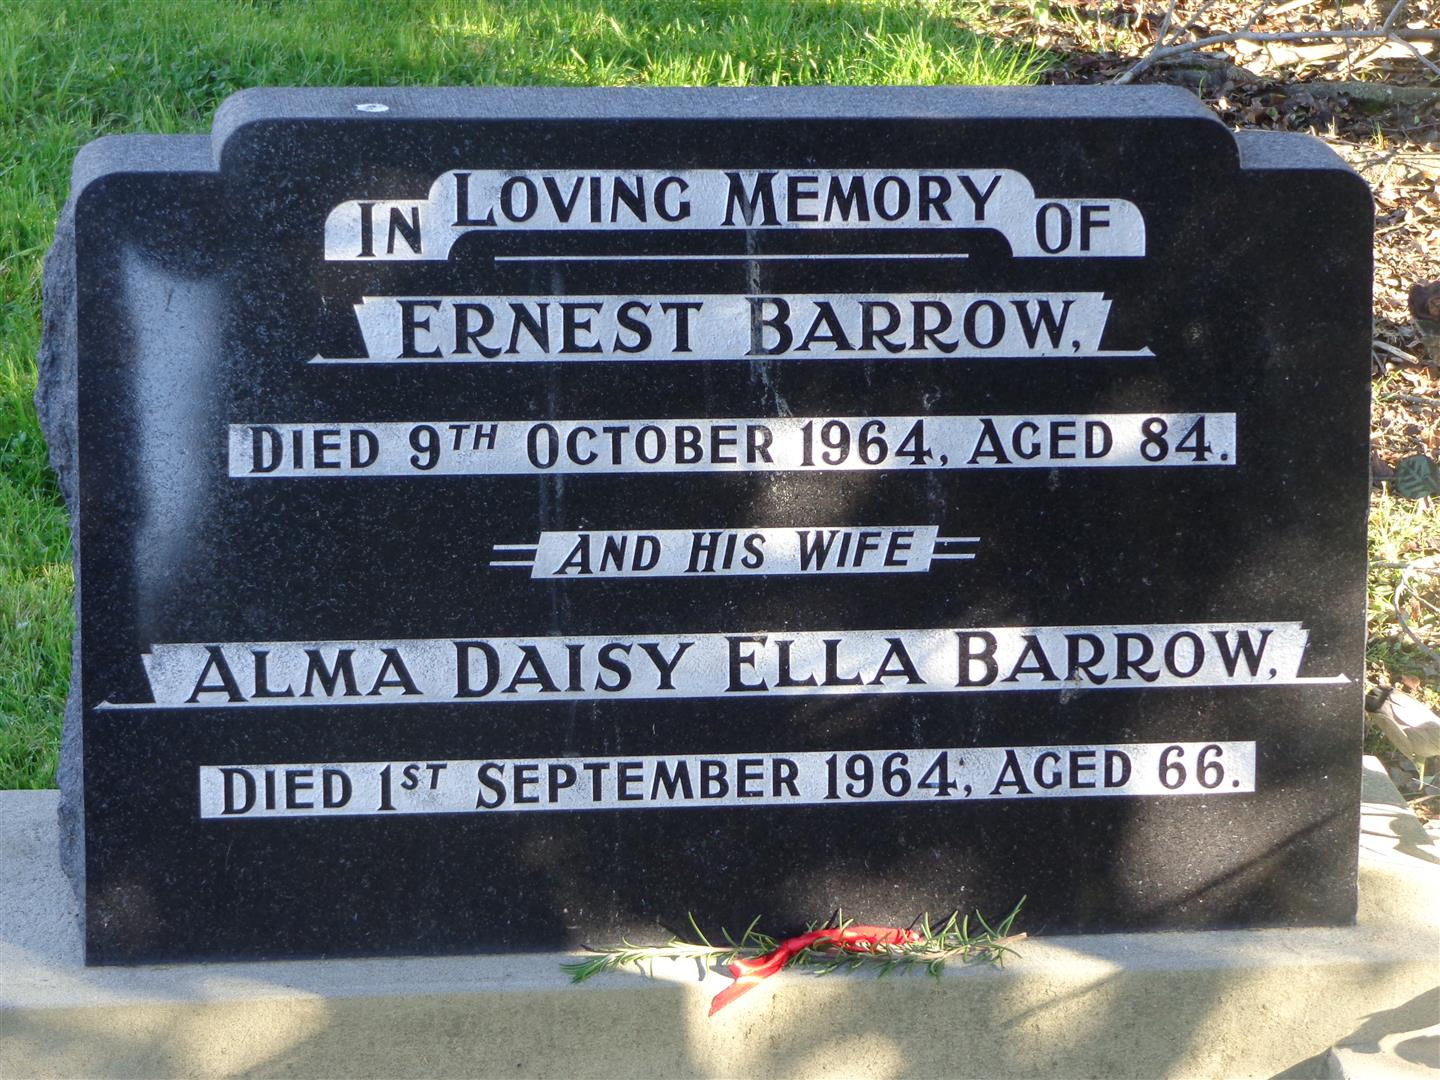 IN LOVING MEMORY OF
ERNEST BARROW,
DIED 9TH OCTOBER 1964, AGED 84.
AND HIS WIFE
ALMA DAISY ELLA BARROW,
DIED 1ST SEPTEMBER 1964, AGED 66.